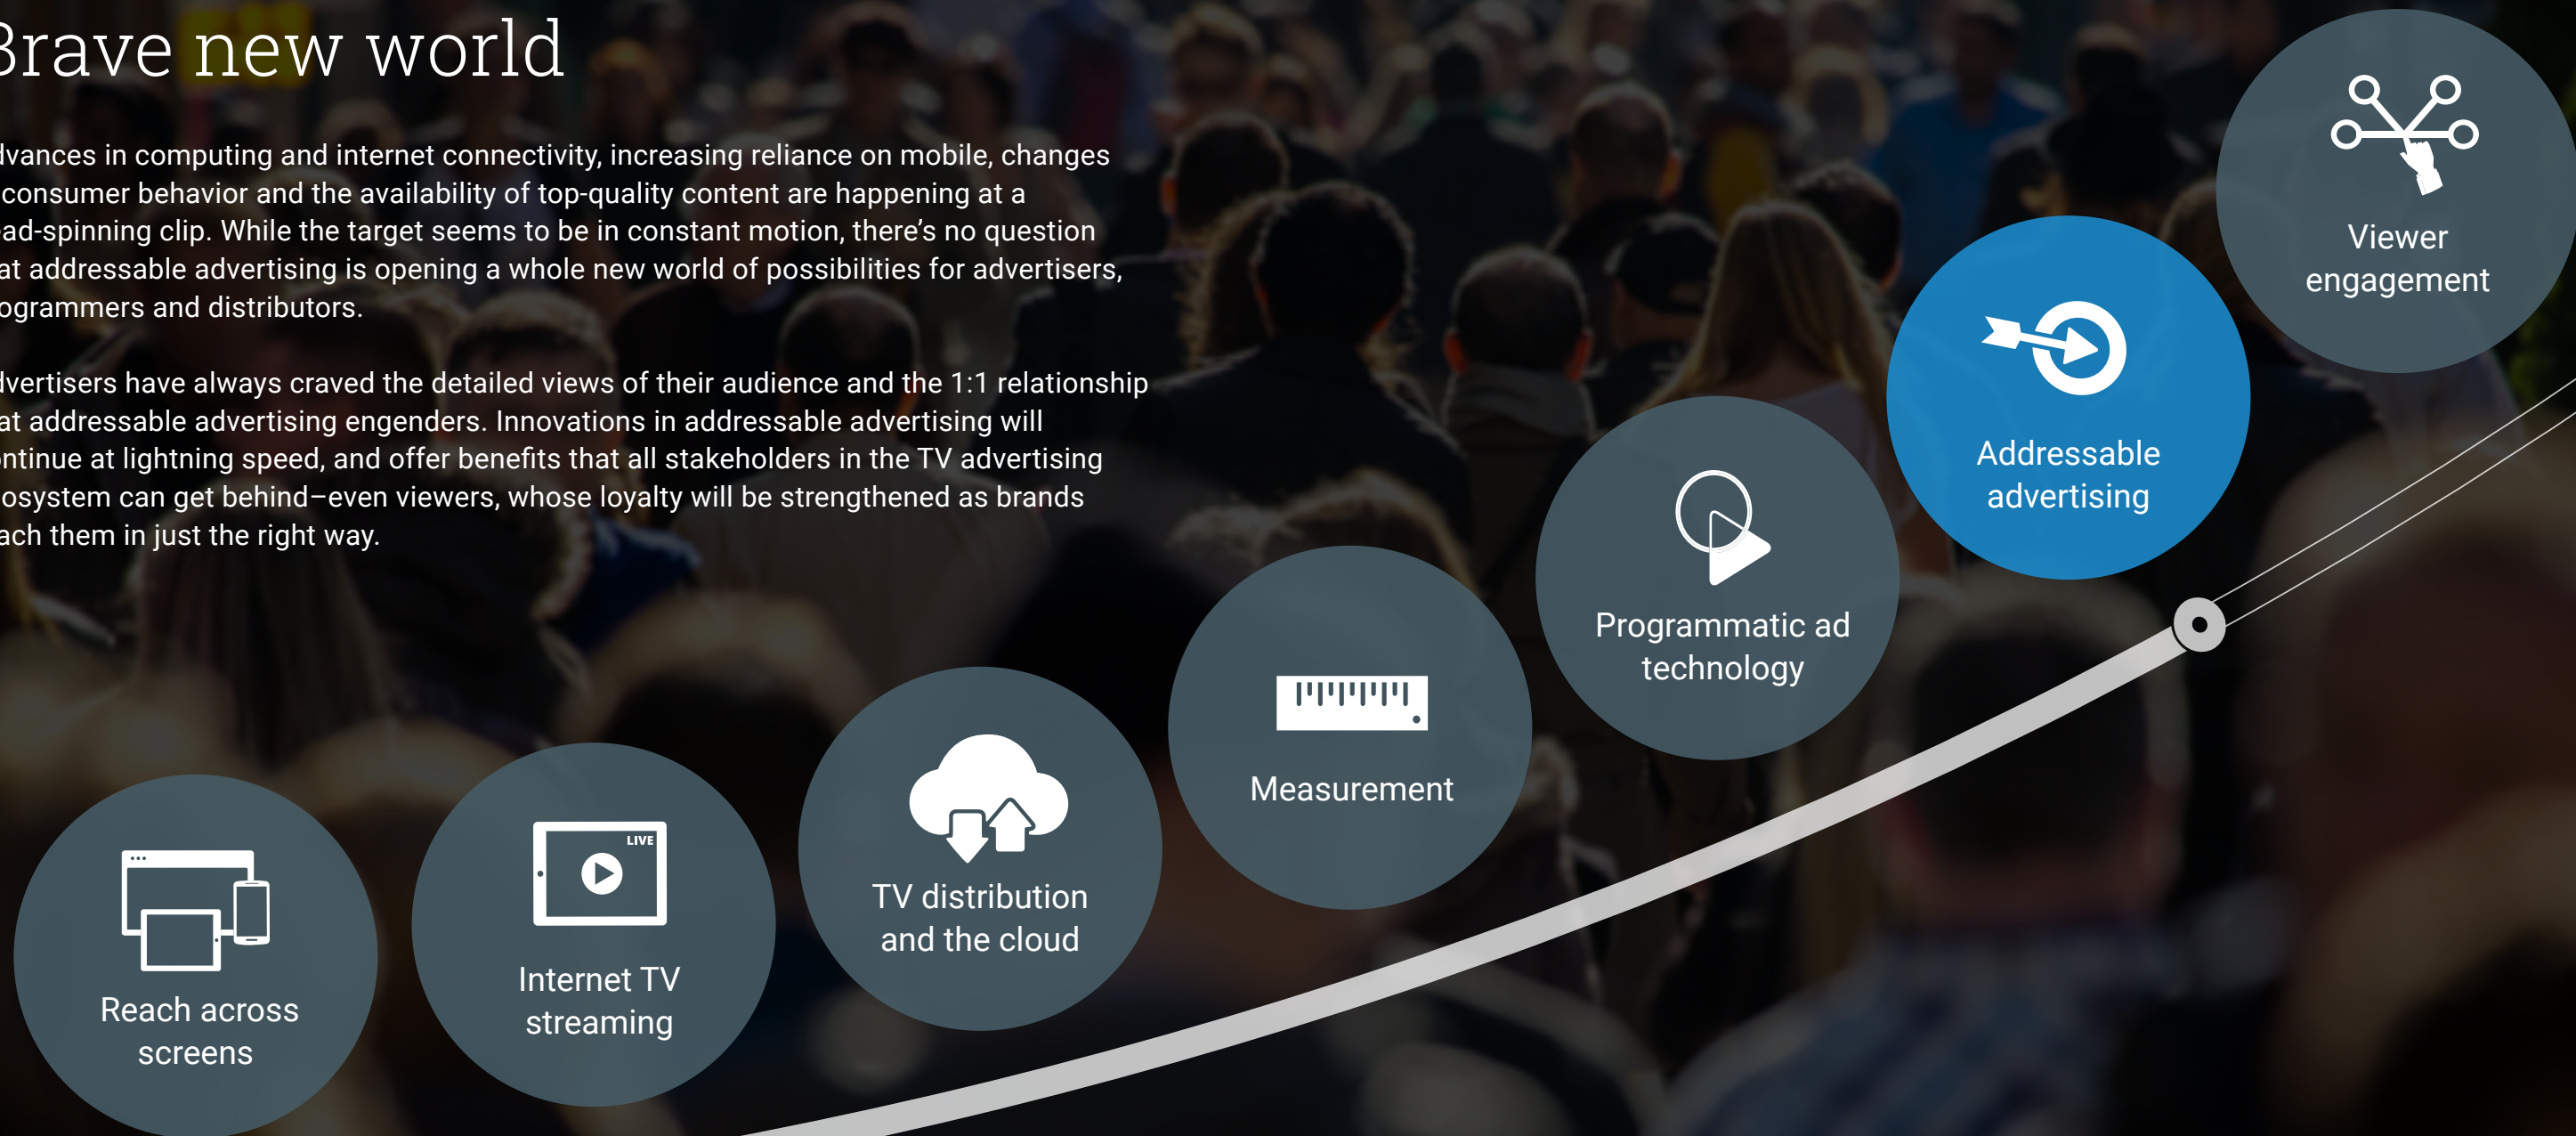 Brave new world
dvances in computing and internet connectivity, increasing reliance on mobile, changes
consumer behavior and the availability of top-quality content are happening at a
ad-spinning clip. While the target seems to be in constant motion, there’s no question
at addressable advertising is opening a whole new world of possibilities for advertisers,
ogrammers and distributors.
dvertisers have always craved the detailed views of their audience and the 1:1 relationship
at addressable advertising engenders. Innovations in addressable advertising will
ntinue at lightning speed, and offer benefits that all stakeholders in the TV advertising
osystem can get behind–even viewers, whose loyalty will be strengthened as brands
ach them in just the right way.
Reach across
screens
LIVE
Internet TV
streaming
TV distribution
and the cloud
Measurement
Programmatic ad
technology
Addressable
advertising
Viewer
engagement